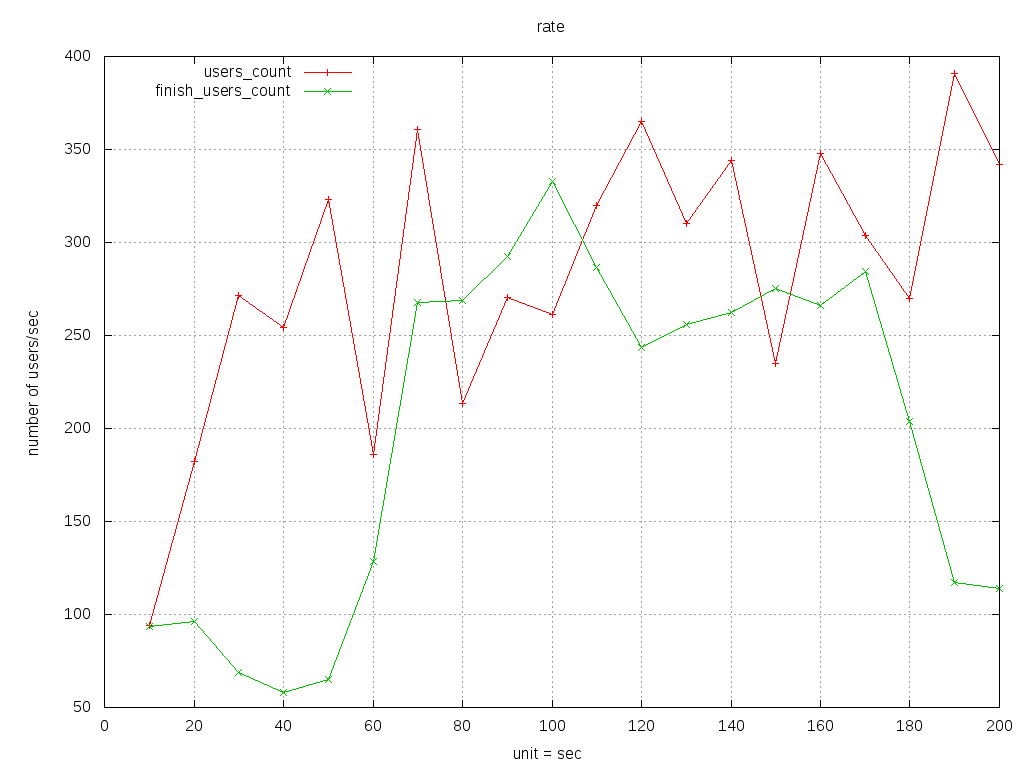 rate
400
350
300
250
200
150
100
50
users_count
finish_users_count
number of users/sec
0 20 40 60 80 100 120 140 160 180 200
unit = sec